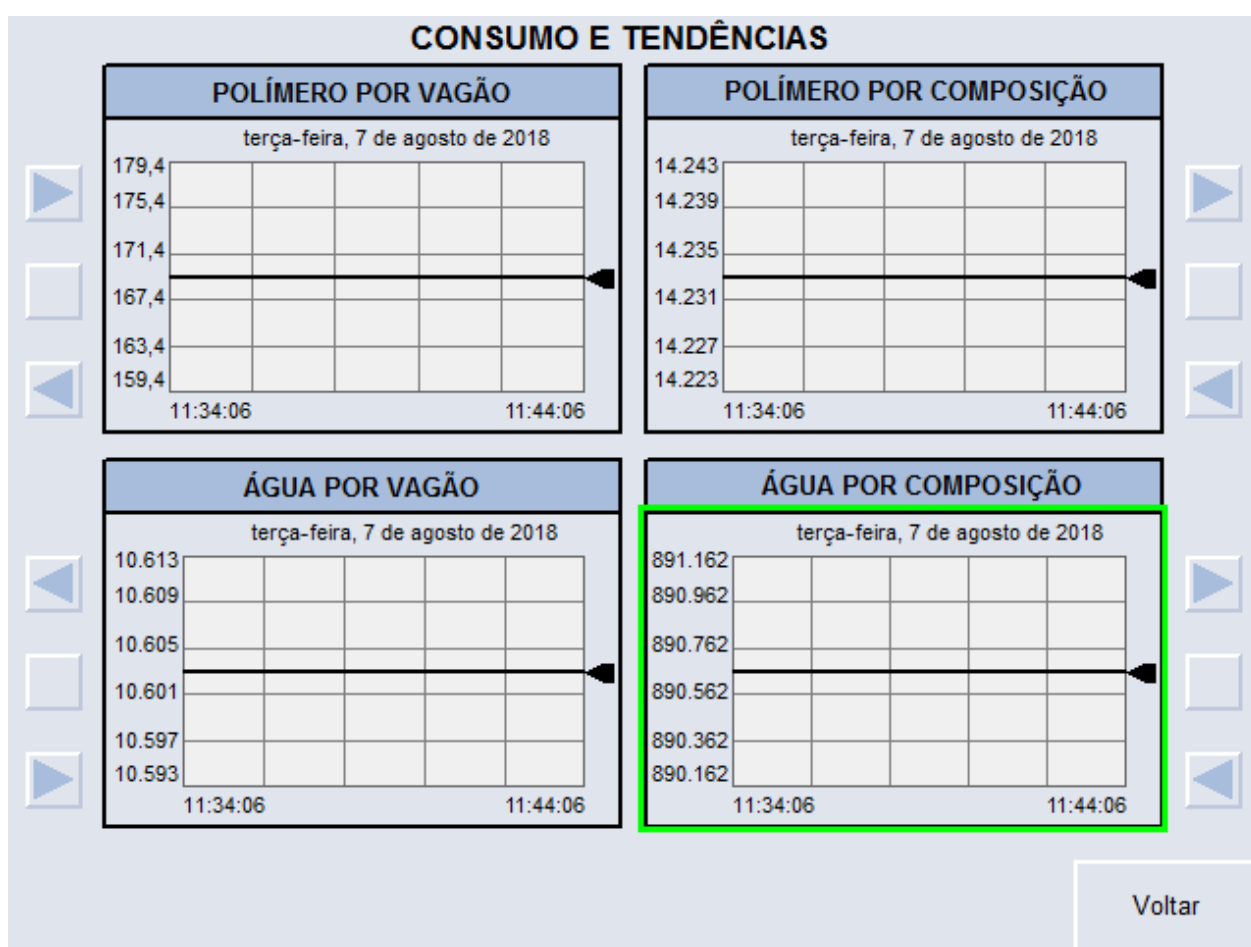 CONSUMO E TENDÊNCIAS
POLÍMERO POR VAGÃO
terça-feira, 7 de agosto de 2018
179,4
175,4
171,4
167,4
163,4
159,4
11:34:06 11:44:06
POLÍMERO POR COMPOSIÇÃO
terça-feira, 7 de agosto de 2018
14.243
14.239
14.235
14.231
14.227
14.223
11:34:06 11:44:06
ÁGUA POR VAGÃO
terça-feira, 7 de agosto de 2018
10.613
10.609
10.605
10.601
10.597
10.593
11:34:06 11:44:06
ÁGUA POR COMPOSIÇÃO
terça-feira, 7 de agosto de 2018
891.162
890.962
890.762
890.562
890.362
890.162
11:34:06 11:44:06
Voltar